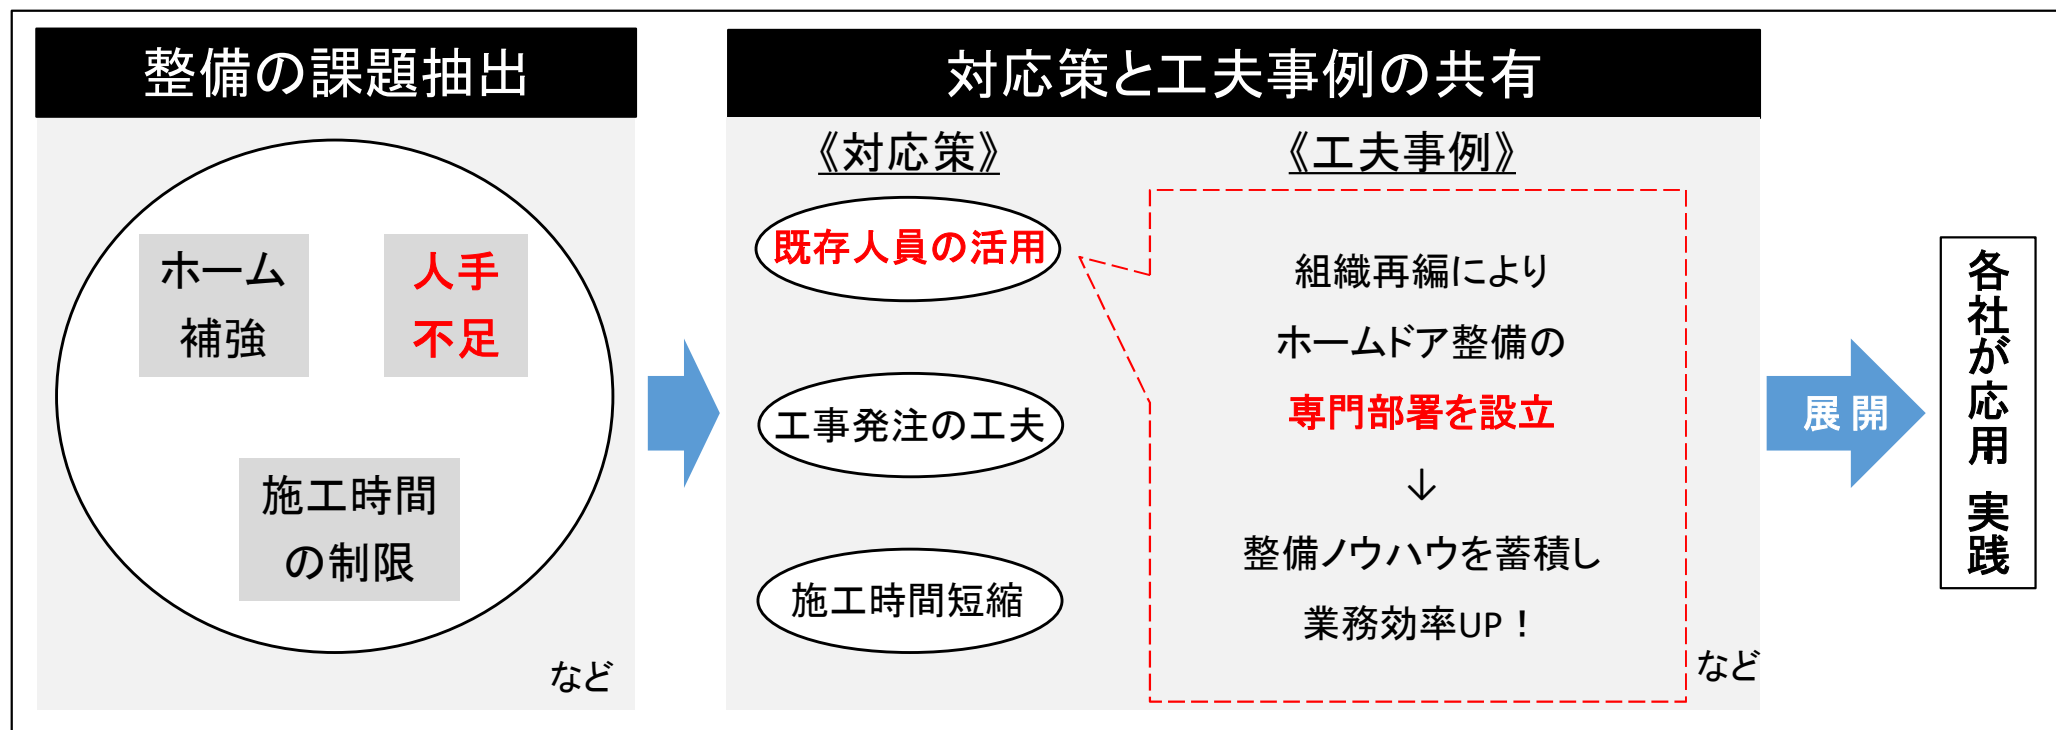 整備の課題抽出
ホーム
補強
人手
不足
施工時間
の制限
など
対応策と工夫事例の共有
《対応策》
既存人員の活用
工事発注の工夫
施工時間短縮
《工夫事例》
組織再編により
ホームドア整備の
専門部署を設立
↓
整備ノウハウを蓄積し
業務効率UP！
など
展開
各社が応用 実践